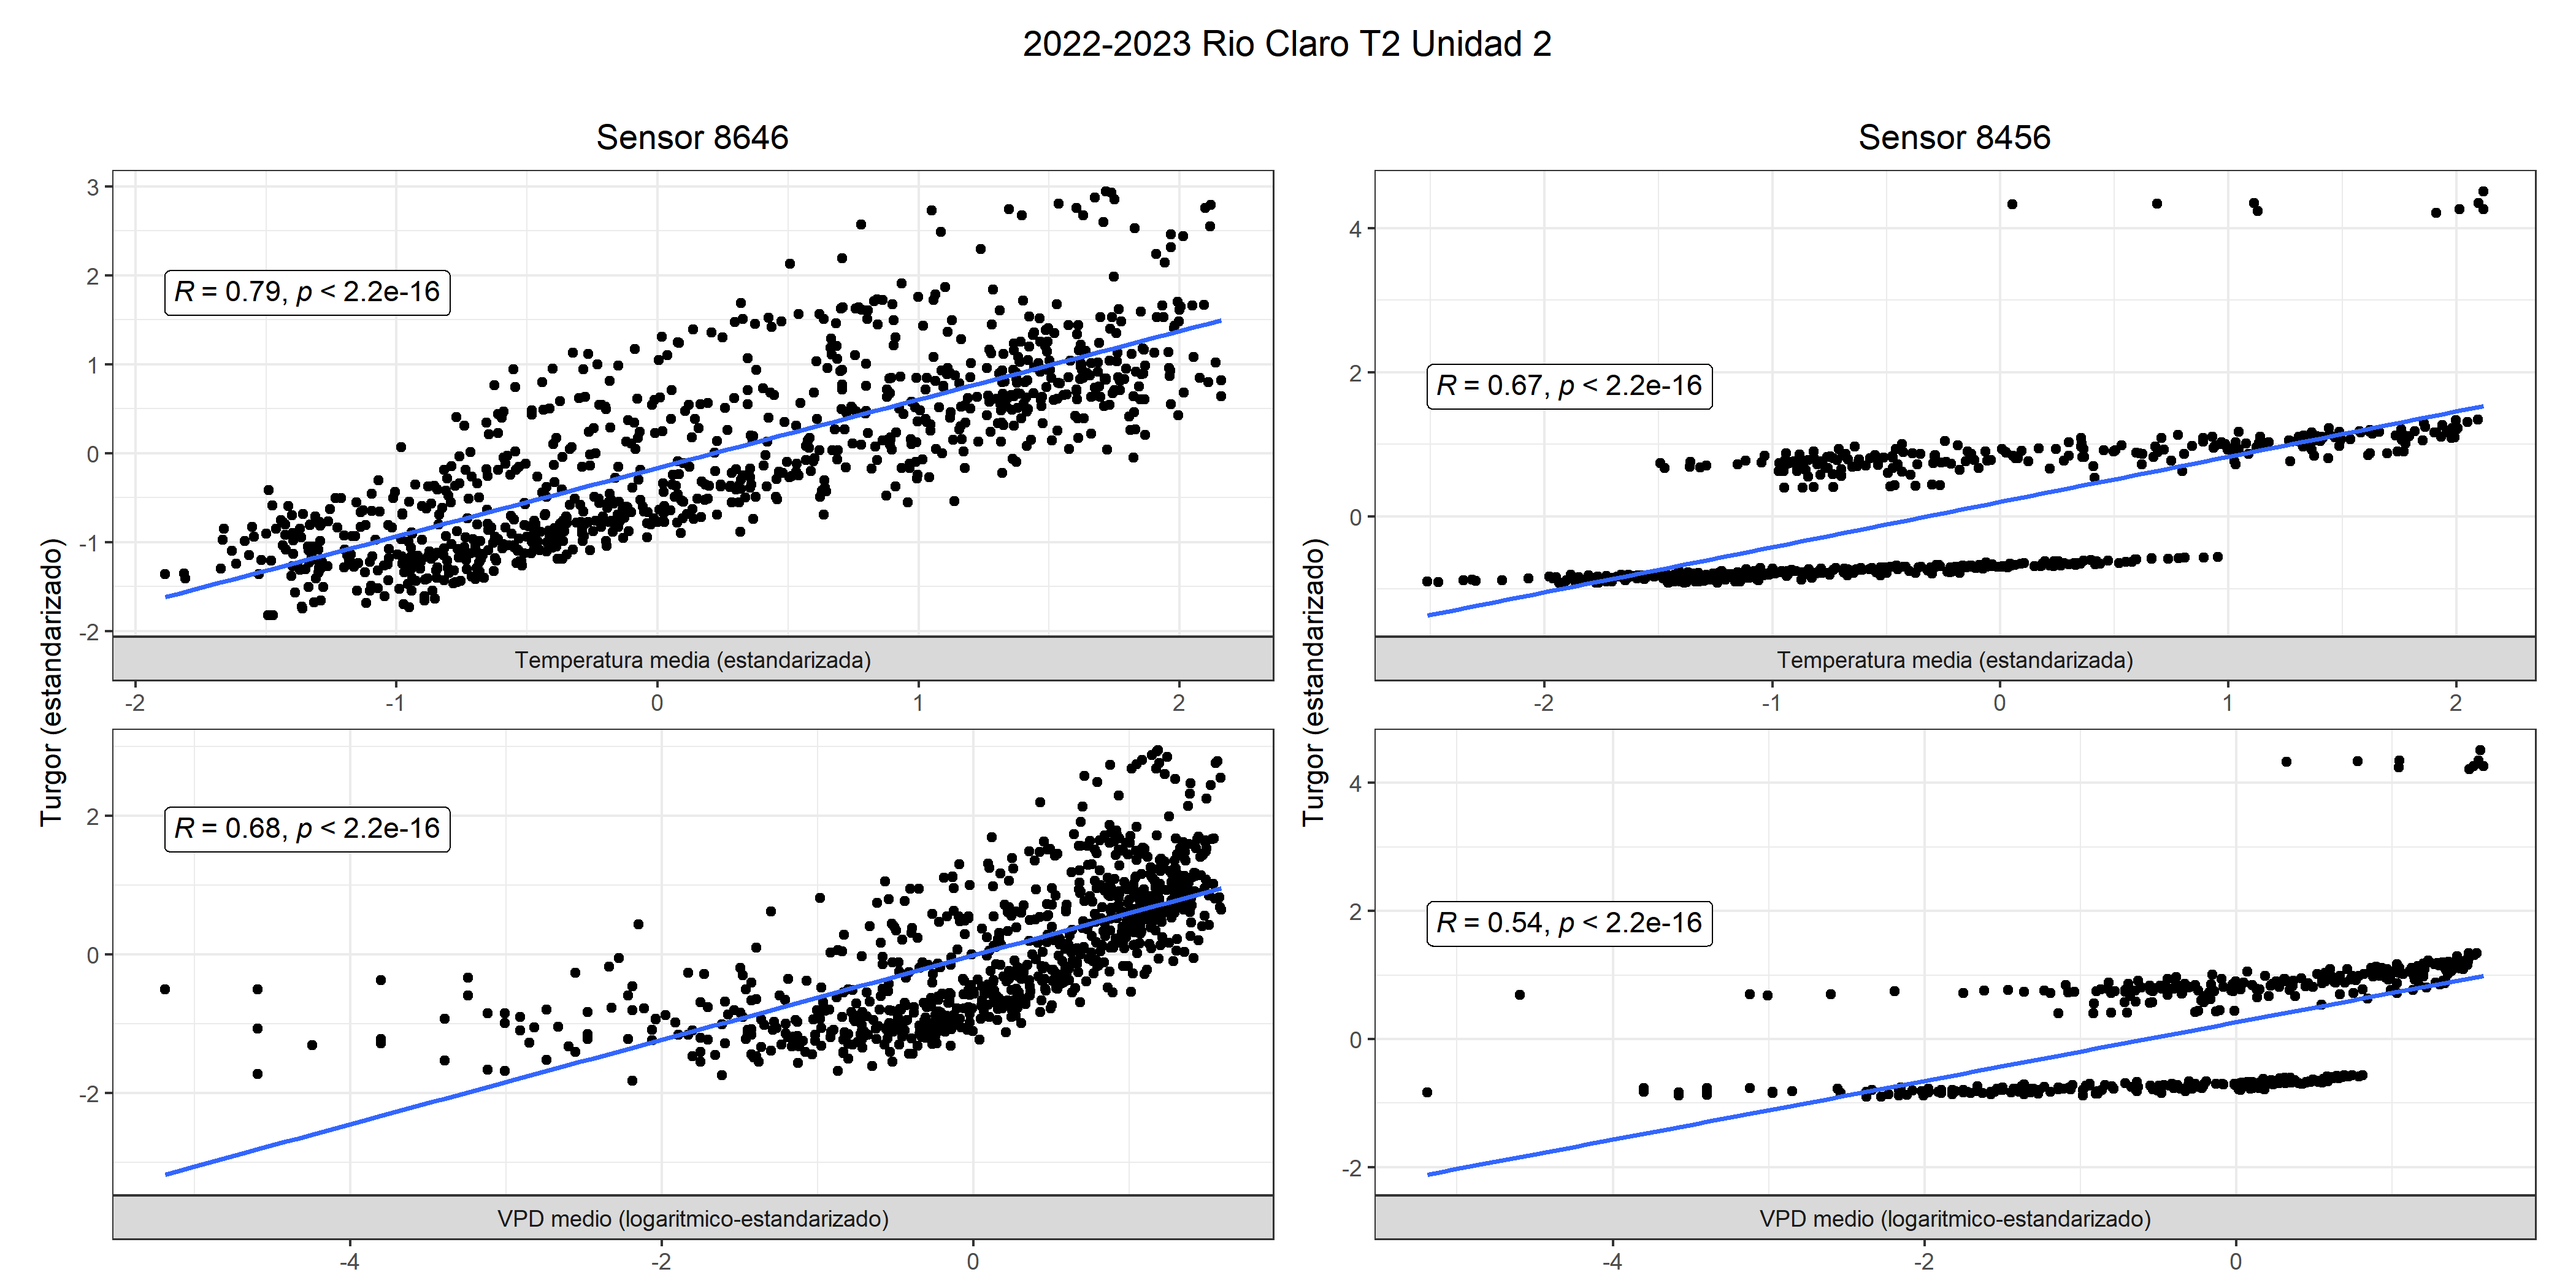 2022-2023 Rio Claro T2 Unidad 2
Sensor 8646
Turgor (estandarizado)
3
2
1
0
-1
-2
R = 0.79, p < 2.2e-16
Temperatura media (estandarizada)
-2 -1 0 1 2
2
0
-2
R = 0.68, p < 2.2e-16
VPD medio (logaritmico-estandarizado)
-4 -2 0
Sensor 8456
Turgor (estandarizado)
4
2
0
R = 0.67, p < 2.2e-16
Temperatura media (estandarizada)
-2 -1 0 1 2
4
2
0
-2
R = 0.54, p < 2.2e-16
VPD medio (logaritmico-estandarizado)
-4 -2 0